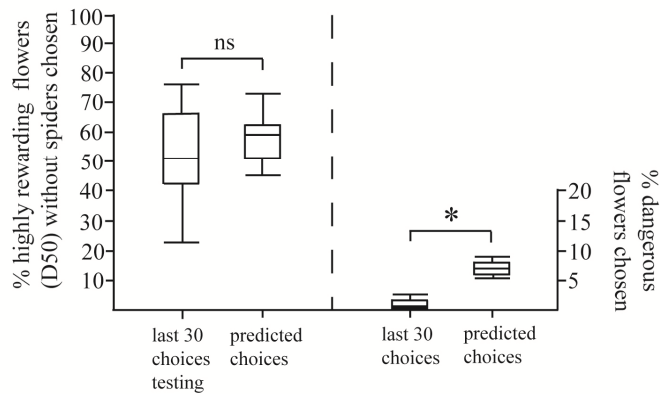 % highly rewarding flowers
(D50) without spiders chosen
100
90
80
70
60
50
40
30
20
10
ns
*
20
15
10
5
% dangerous
flowers chosen
last 30
choices
testing
predicted
choices
last 30
choices
predicted
choices